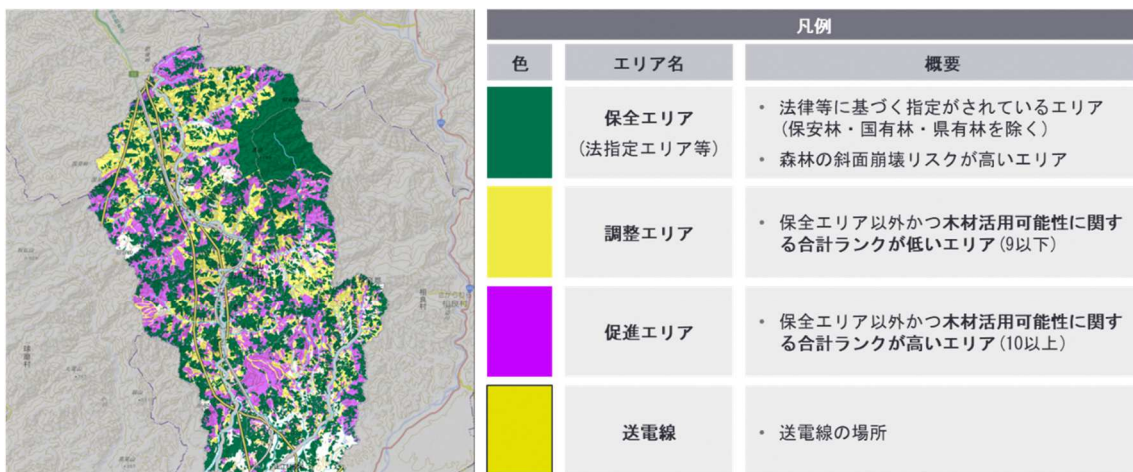 凡例
色
エリア名
概要
保全エリア
(法指定エリア等)
• 法律等に基づく指定がされているエリア
(保安林・国有林・県有林を除く)
• 森林の斜面崩壊リスクが高いエリア
調整エリア
• 保全エリア以外かつ木材活用可能性に関す
る合計ランクが低いエリア(9以下)
促進エリア
• 保全エリア以外かつ木材活用可能性に関す
る合計ランクが高いエリア(10以上)
送電線
• 送電線の場所